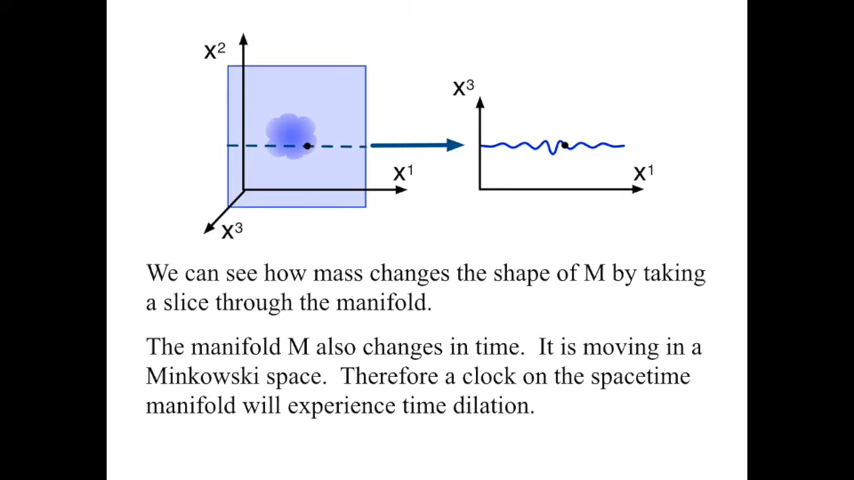 X2
X3
X1
X1
X3
We can see how mass changes the shape of M by taking
a slice through the manifold.
The manifold M also changes in time.  It is moving in a
Minkowski space.  Therefore a clock on the spacetime
manifold will experience time dilation.